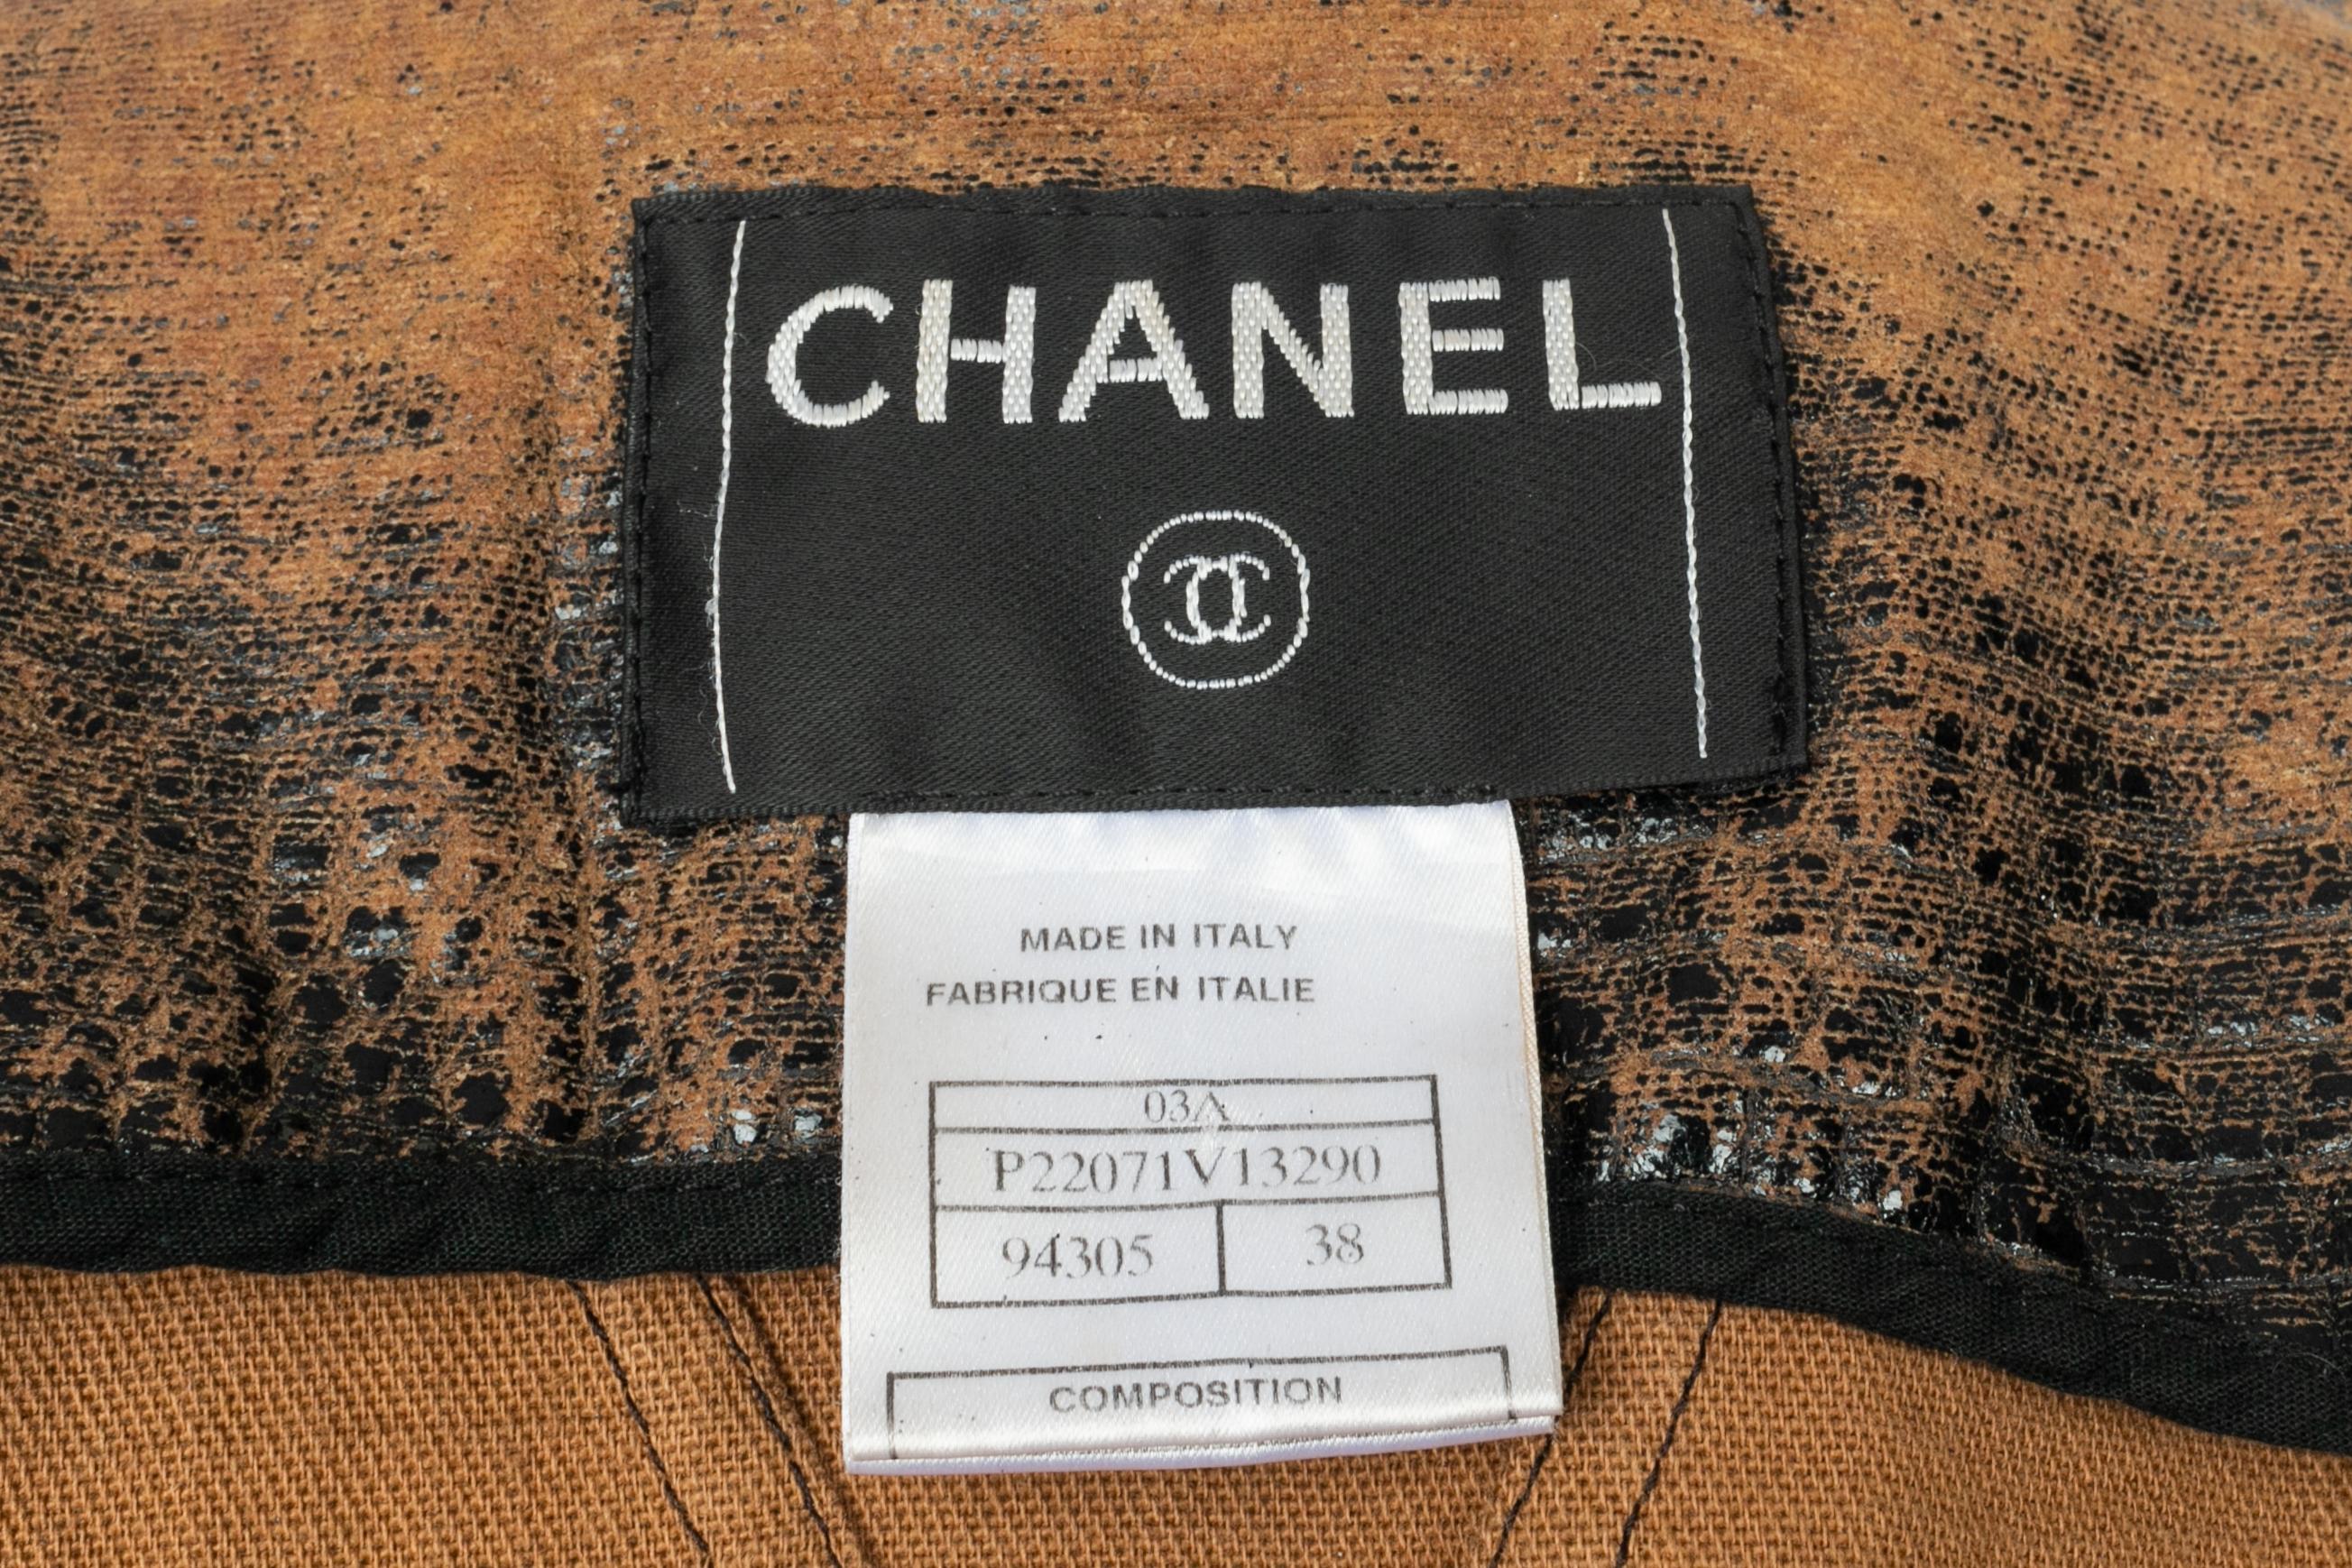 CHANEL
MADE IN ITALY
FABRIQUE EN ITALIE
03A
P22071V13290
94305 38
COMPOSITION